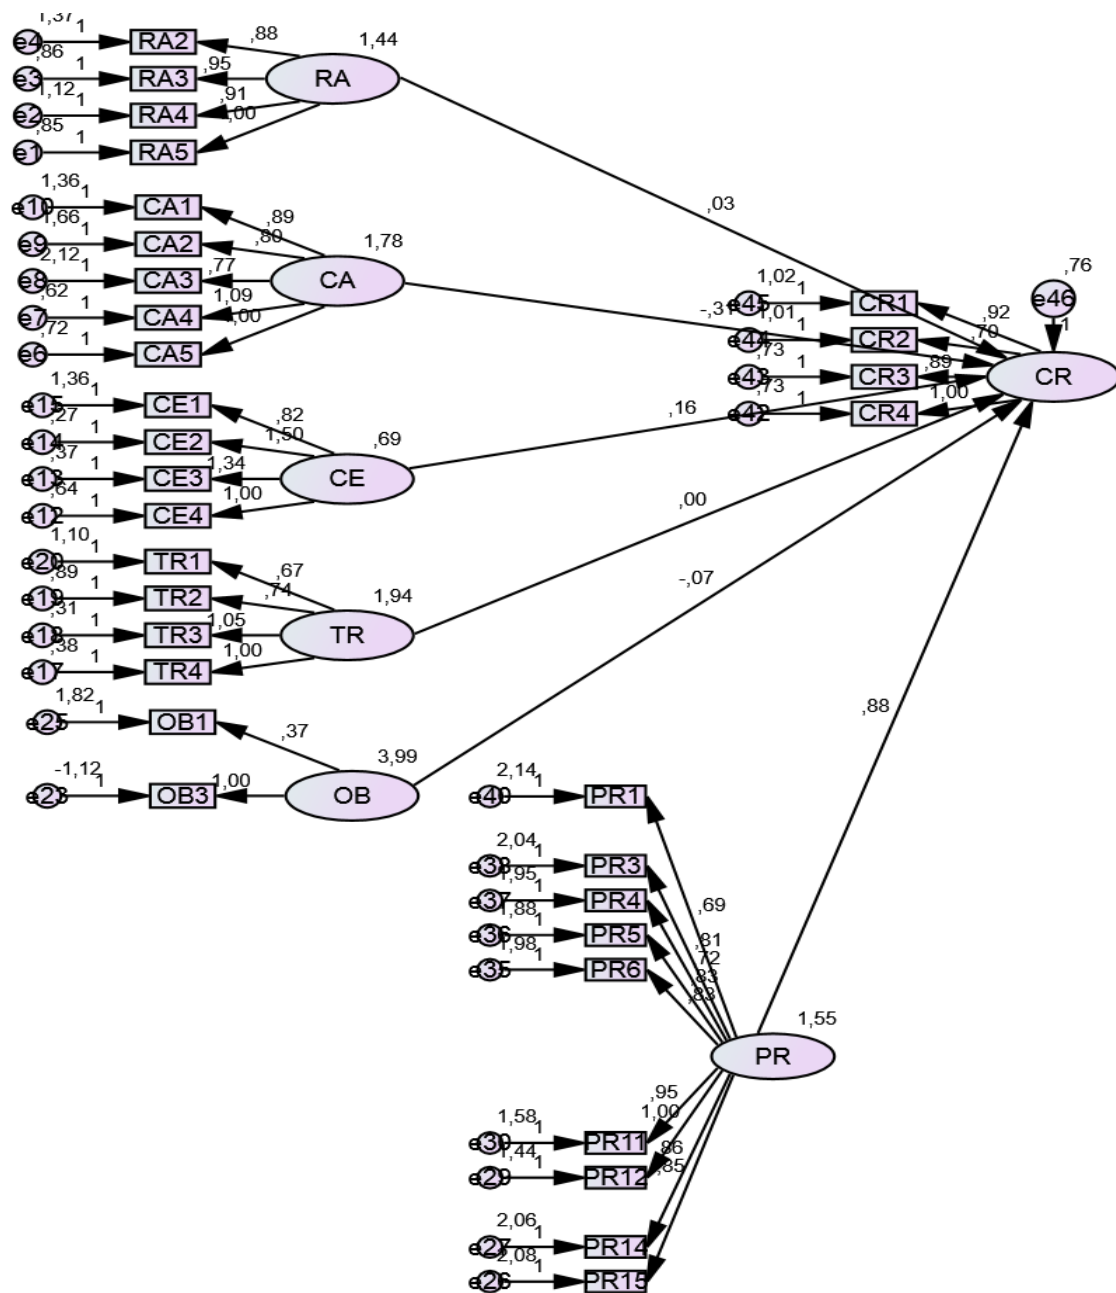 1,37
e4 1 RA2 ,88 1,44
,86
e3 1 RA3 ,95 RA
1,12
e2 1 RA4 ,91
,85 ,00
e1 1 RA5
,03
1,36
e10 1 CA1 ,89
1,66
e9 1 CA2 ,80 1,78
2,12
e8 1 CA3 ,77 CA
,62
e7 1 CA4 1,09
,72 ,00
e6 1 CA5
-,31
,76
e46
1
1,02
e45 1 CR1 ,92
1,01
e44 1 CR2 ,70
,73
e43 1 CR3 ,89 CR
,73
e42 1 CR4 1,00
1,36
e15 1 CE1 ,82
,27
e14 1 CE2 1,50 ,69
,37
e13 1 CE3 1,34 CE
,64
e12 1 CE4 1,00
,16
1,10
e20 1 TR1 ,67
,89
e19 1 TR2 ,74 1,94
,31
e18 1 TR3 1,05 TR
,38
e17 1 TR4 1,00
,00
1,82
e25 1 OB1 ,37
3,99
-1,12
e23 1 OB3 1,00 OB
-,07
,88
2,14
e40 1 PR1
2,04
e38 1 PR3 ,69
1,95
e37 1 PR4 ,81
1,88
e36 1 PR5 ,72
1,98 ,83
e35 1 PR6 ,83
1,55
PR
1,58 ,95
e30 1 PR11 1,00
1,44 ,86
e29 1 PR12 ,85
2,06
e27 1 PR14
2,08
e26 1 PR15